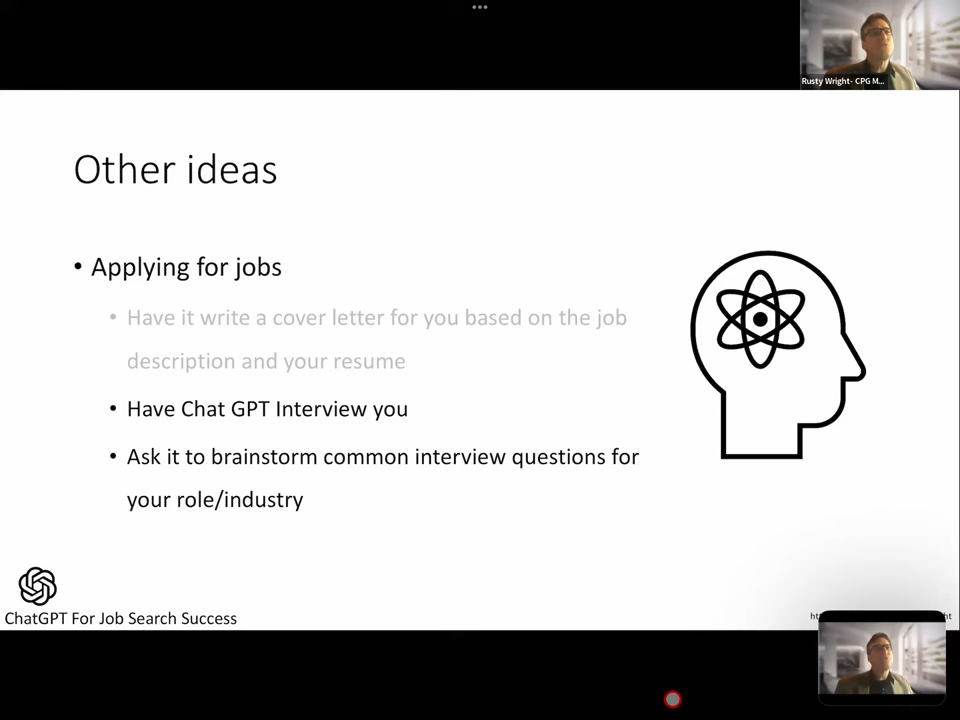 Rusty Wright- CPG M...
Other ideas
• Applying for jobs
• Have it write a cover letter for you based on the job
description and your resume
• Have Chat GPT Interview you
• Ask it to brainstorm common interview questions for
your role/industry
ChatGPT For Job Search Success